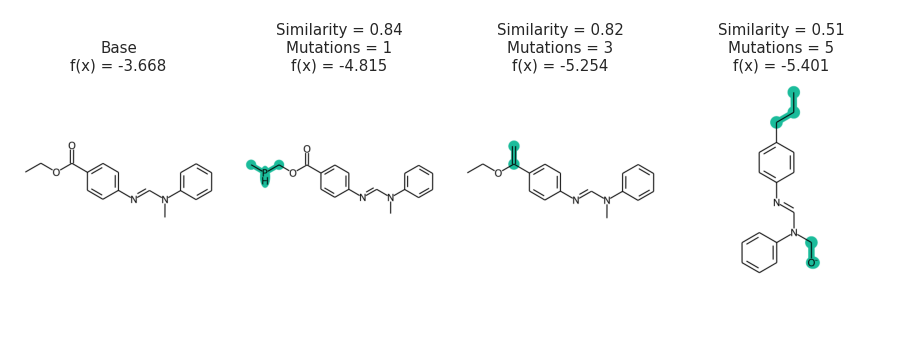 Base
f(x) = -3.668
Similarity = 0.84
Mutations = 1
f(x) = -4.815
Similarity = 0.82
Mutations = 3
f(x) = -5.254
Similarity = 0.51
Mutations = 5
f(x) = -5.401
O
O
N
N
P
H
O
O
N
N
O
N
N
N
N
O-